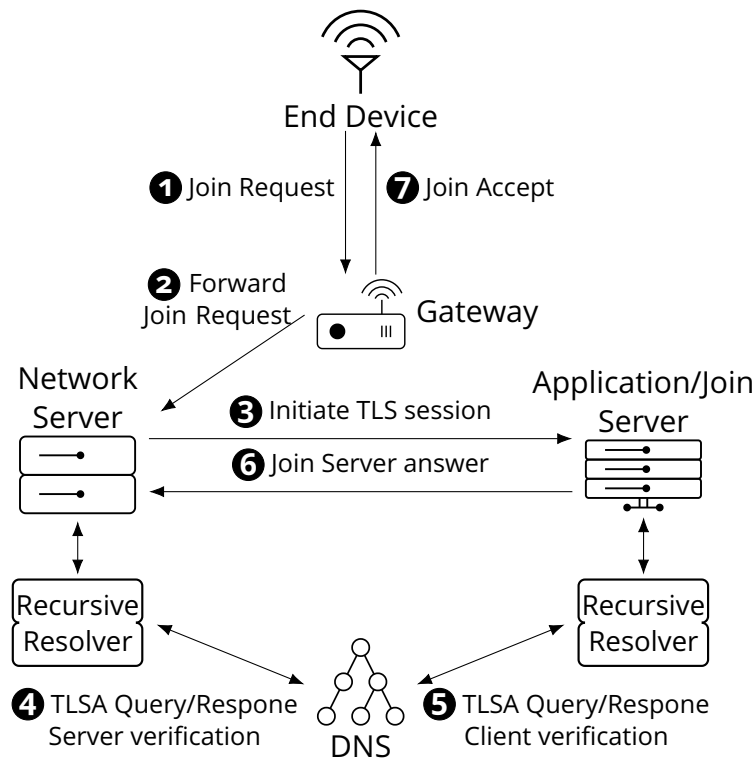 End Device
1 Join Request
7 Join Accept
2 Forward
Join Request
Gateway
Network
Server
Application/Join
Server
3 Initiate TLS session
6 Join Server answer
Recursive
Resolver
Recursive
Resolver
4 TLSA Query/Respone
Server verification
5 TLSA Query/Respone
Client verification
DNS